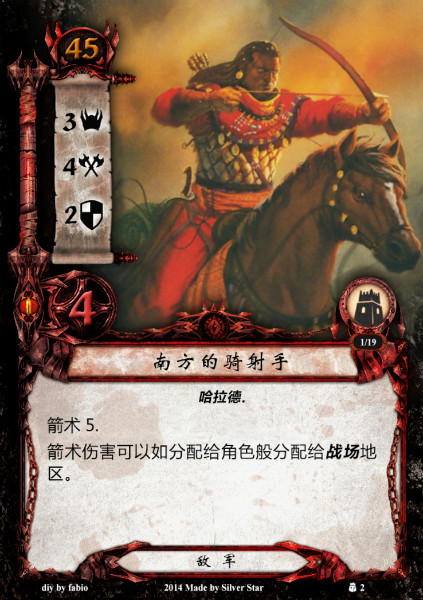 45
3
4
2
4
1/19
南方的骑射手
哈拉德.
箭术 5.
箭术伤害可以如分配给角色般分配给战场地
区。
敌军
diy by fabio
2014 Made by Silver Star
2